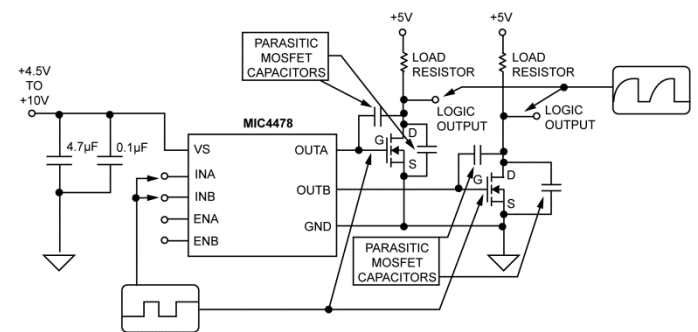 +5V
+5V
PARASITIC
MOSFET
CAPACITORS
LOAD
RESISTOR
LOAD
RESISTOR
+4.5V
TO
+10V
LOGIC
OUTPUT
LOGIC
OUTPUT
MIC4478
4.7µF
0.1µF
VS
OUTA
G
D
S
INA
INB
OUTB
G
D
S
ENA
ENB
GND
PARASITIC
MOSFET
CAPACITORS